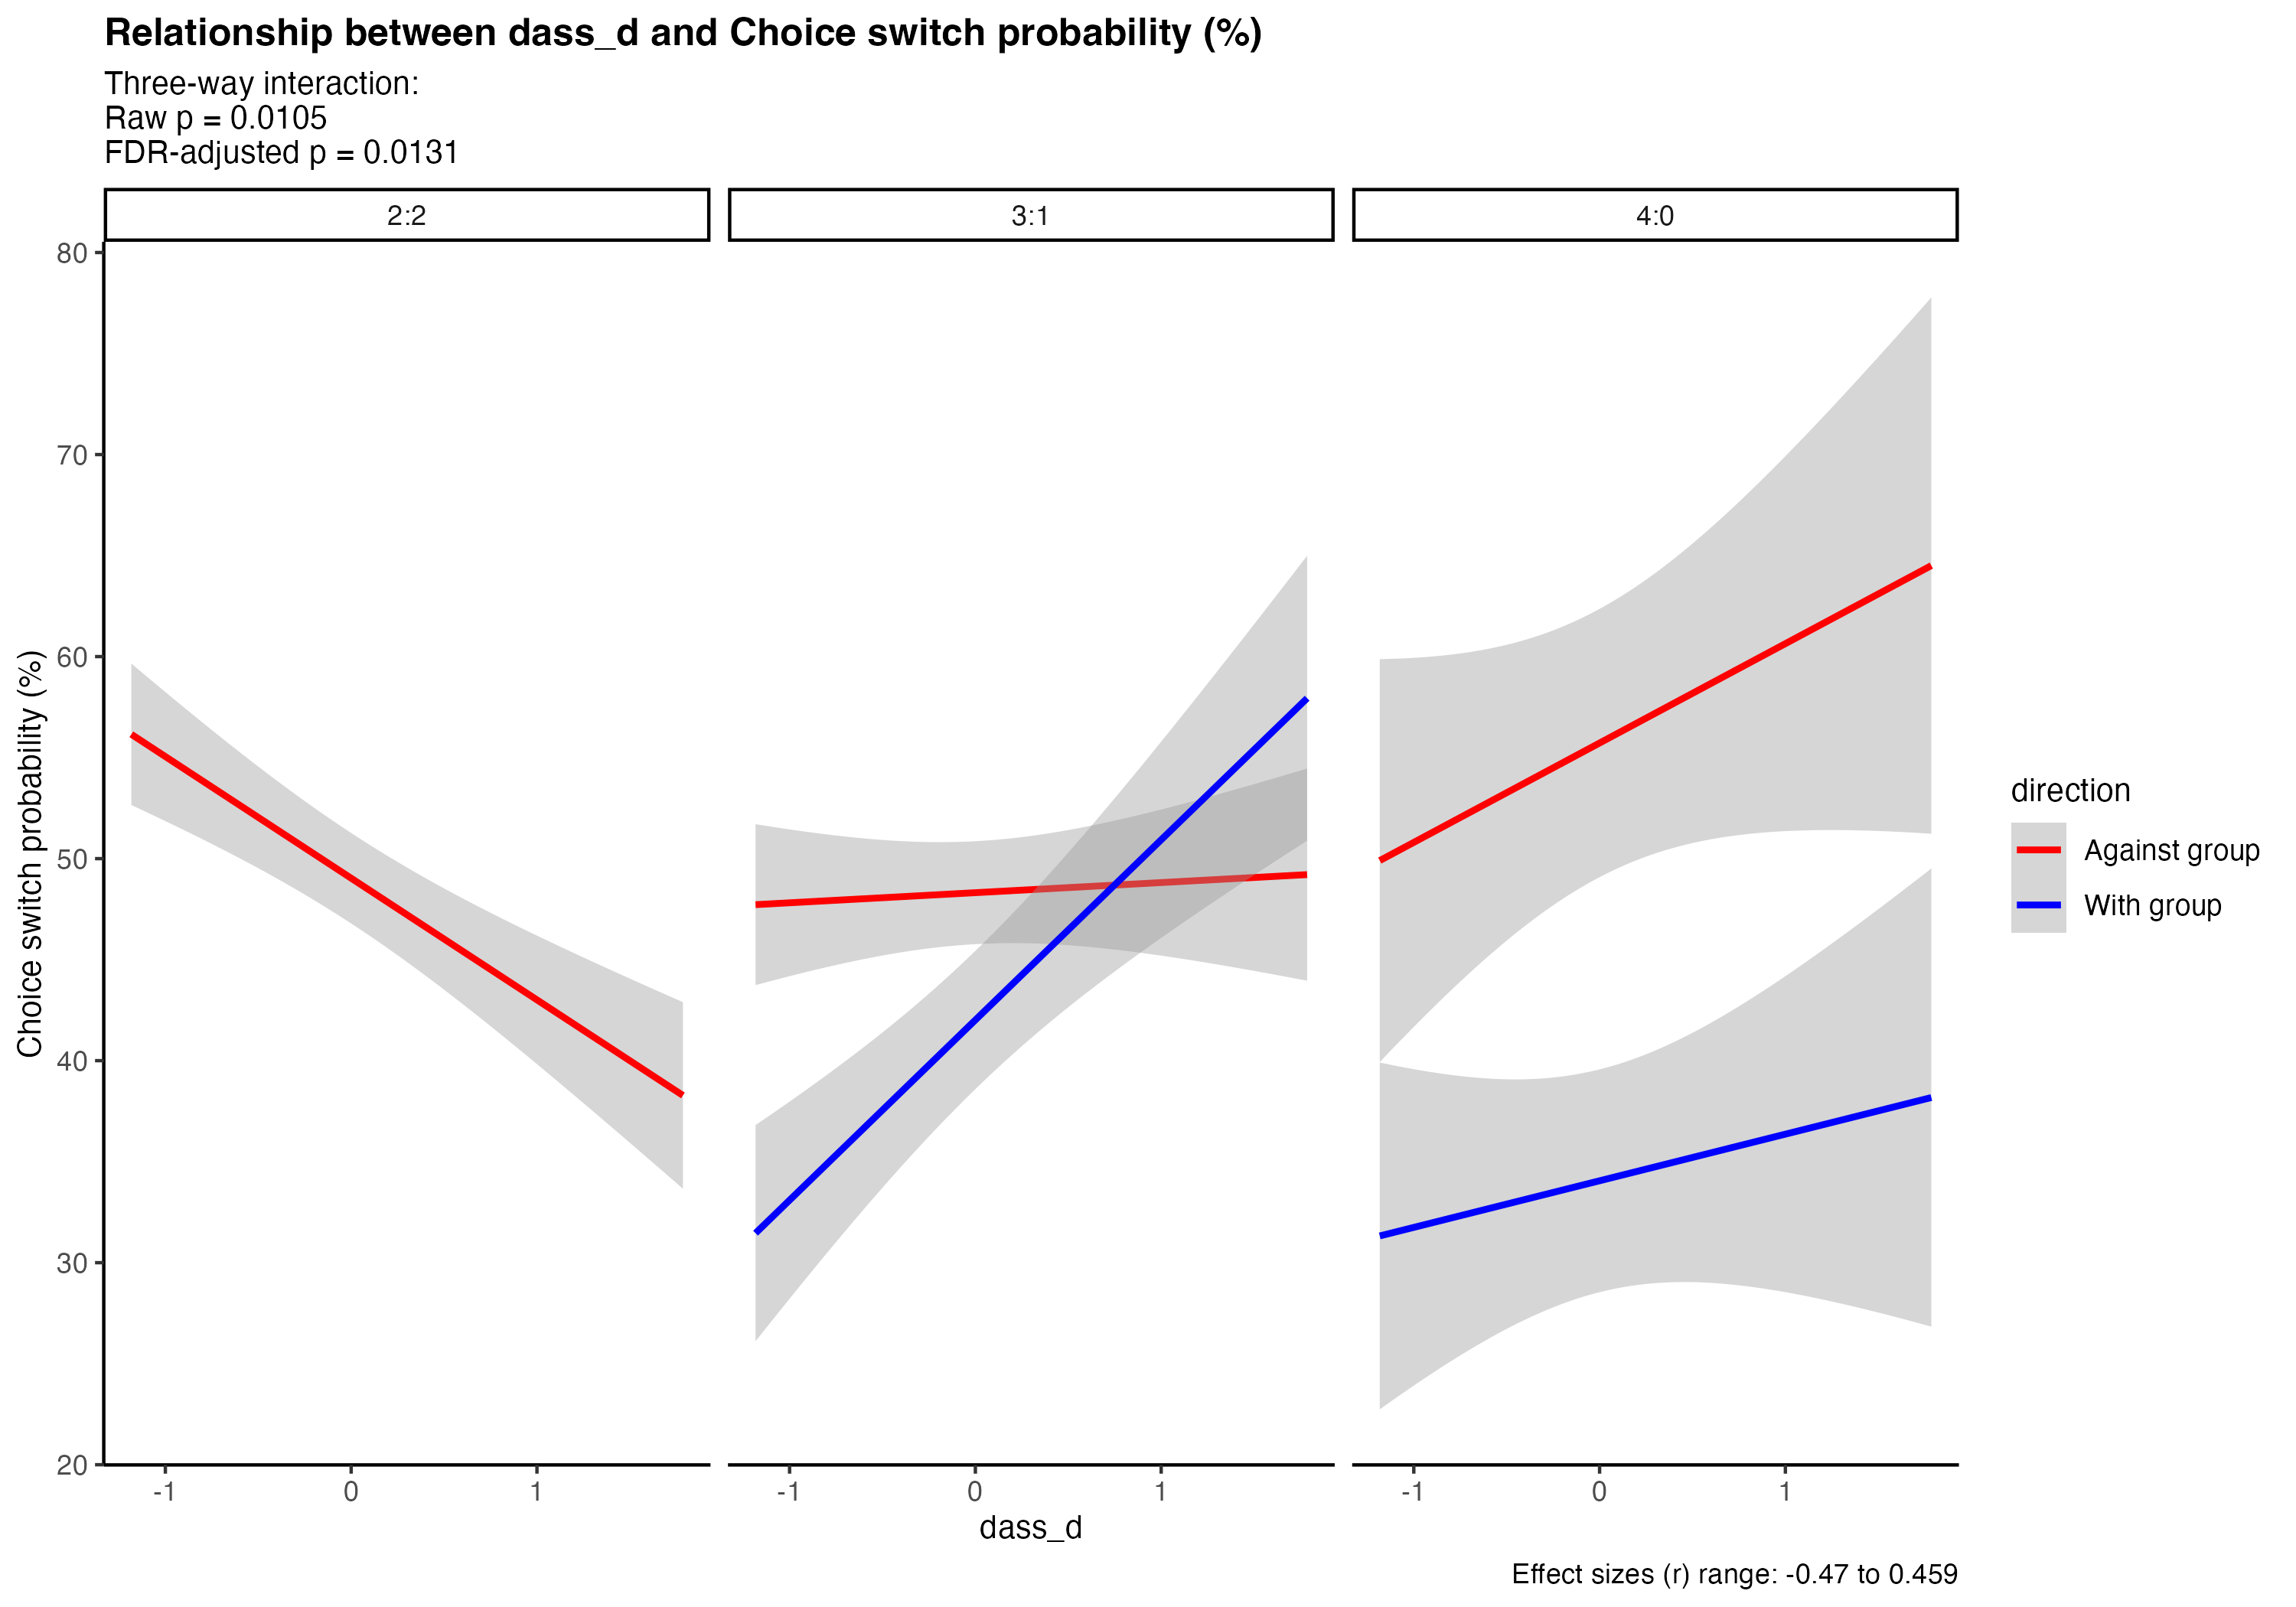 Relationship between dass_d and Choice switch probability (%)
Three-way interaction:
Raw p = 0.0105
FDR-adjusted p = 0.0131
2:2
3:1
4:0
Choice switch probability (%)
80
70
60
50
40
30
20
-1
0
1
-1
0
1
-1
0
1
dass_d
direction
Against group
With group
Effect sizes (r) range: -0.47 to 0.459